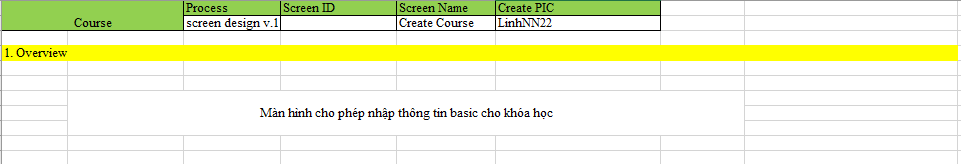 Course
Process Screen ID Screen Name Create PIC
screen design v.1 Create Course LinhNN22
1. Overview
Màn hình cho phép nhập thông tin basic cho khóa học